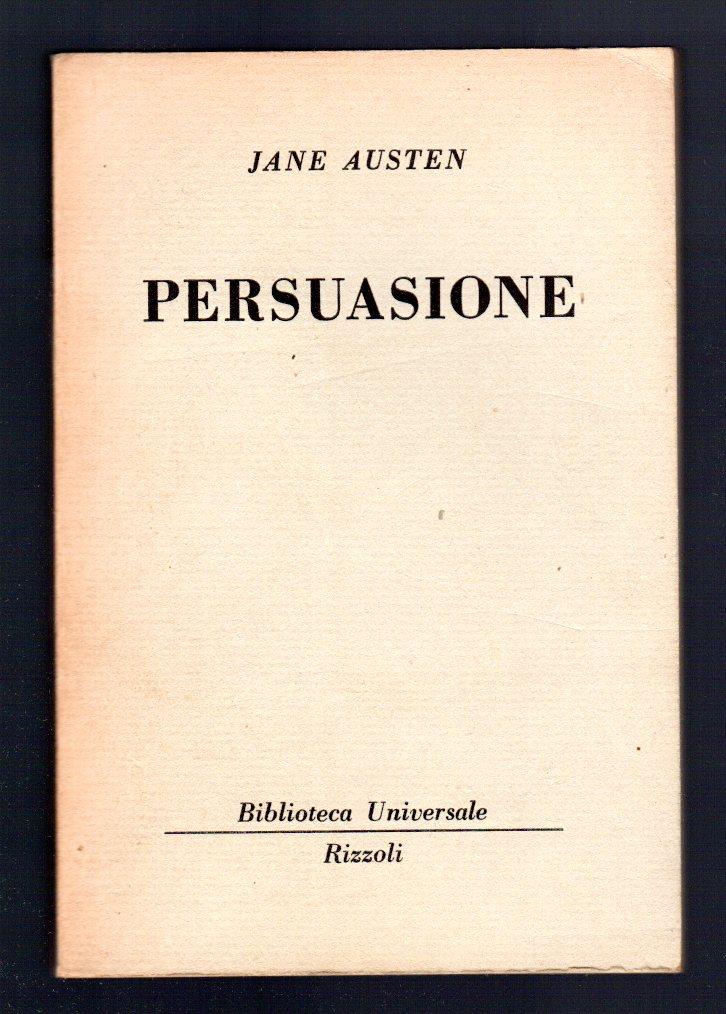 JANE AUSTEN
PERSUASIONE
Biblioteca Universale
Rizzoli